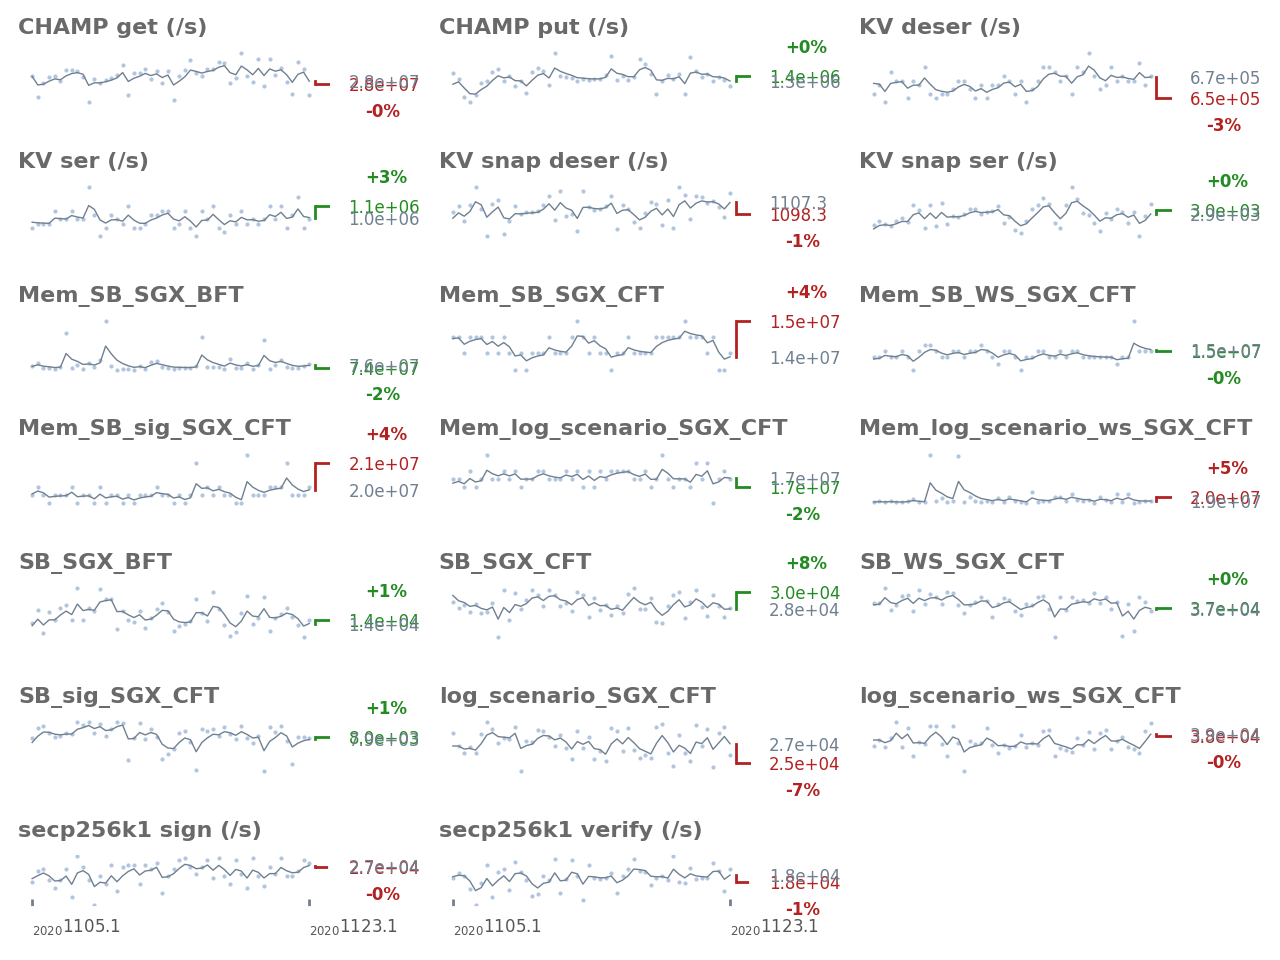 CHAMP get (/s)
2.8e+07
2.8e+07
-0%
CHAMP put (/s)
+0%
1.4e+06
1.3e+06
KV deser (/s)
6.7e+05
6.5e+05
-3%
KV ser (/s)
+3%
1.1e+06
1.0e+06
KV snap deser (/s)
1107.3
1098.3
-1%
KV snap ser (/s)
+0%
3.0e+03
2.9e+03
Mem_SB_SGX_BFT
7.6e+07
7.4e+07
-2%
Mem_SB_SGX_CFT
+4%
1.5e+07
1.4e+07
Mem_SB_WS_SGX_CFT
1.5e+07
-0%
Mem_SB_sig_SGX_CFT
+4%
2.1e+07
2.0e+07
Mem_log_scenario_SGX_CFT
1.7e+07
1.7e+07
-2%
Mem_log_scenario_ws_SGX_CFT
+5%
2.0e+07
1.9e+07
SB_SGX_BFT
+1%
1.4e+04
1.4e+04
SB_SGX_CFT
+8%
3.0e+04
2.8e+04
SB_WS_SGX_CFT
+0%
3.7e+04
3.7e+04
SB_sig_SGX_CFT
+1%
8.0e+03
7.9e+03
log_scenario_SGX_CFT
2.7e+04
2.5e+04
-7%
log_scenario_ws_SGX_CFT
3.8e+04
3.8e+04
-0%
secp256k1 sign (/s)
2.7e+04
2.7e+04
-0%
secp256k1 verify (/s)
1.8e+04
1.8e+04
-1%
2020 1105.1
2020 1123.1
2020 1105.1
2020 1123.1